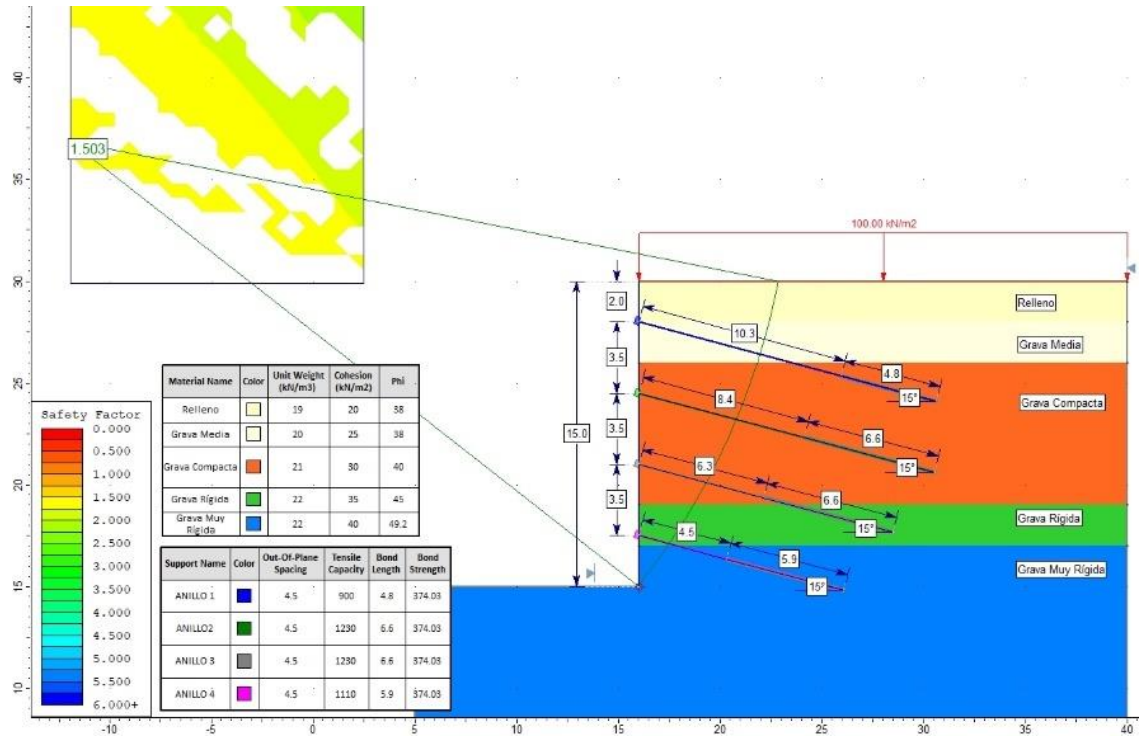 40
35
30
25
20
15
10
1.503
100.00 kN/m2
2.0
3.5
3.5
3.5
15.0
10.3
4.8
15°
8.4
6.6
15°
6.3
6.6
15°
4.5
5.9
15°
Relleno
Grava Media
Grava Compacta
Grava Rígida
Grava Muy Rígida
Material Name Color Unit Weight (kN/m3) Cohesion (kN/m2) Phi
Relleno 19 20 38
Grava Media 20 25 38
Grava Compacta 21 30 40
Grava Rígida 22 35 45
Grava Muy Rígida 22 40 49.2
Support Name Color Out-Of-Plane Spacing Tensile Capacity Bond Length Bond Strength
ANILLO 1 4.5 900 4.8 374.03
ANILLO2 4.5 1230 6.6 374.03
ANILLO 3 4.5 1230 6.6 374.03
ANILLO 4 4.5 1110 5.9 374.03
Safety Factor
0.000
0.500
1.000
1.500
2.000
2.500
3.000
3.500
4.000
4.500
5.000
5.500
6.000+
-10 -5 0 5 10 15 20 25 30 35 40